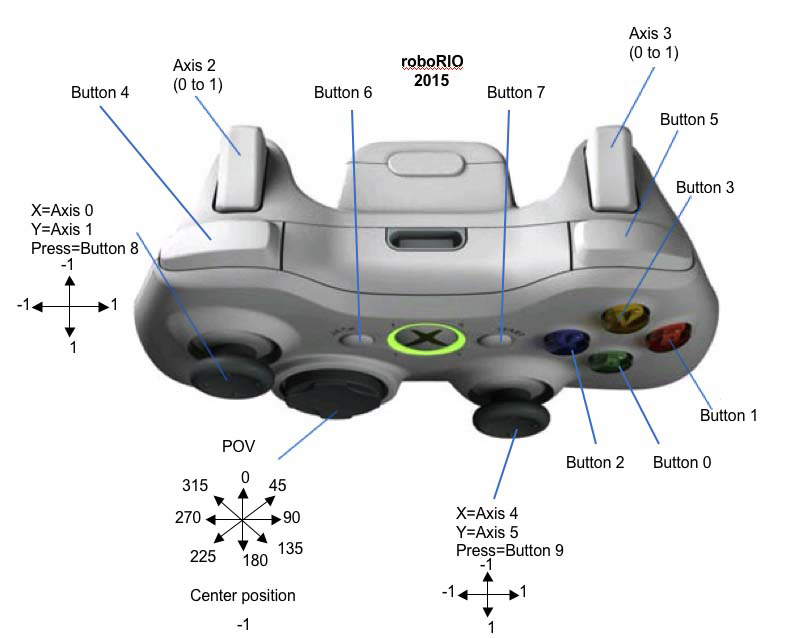 roboRIO
2015
Axis 2
(0 to 1)
Axis 3
(0 to 1)
Button 4
Button 6
Button 7
Button 5
Button 3
X=Axis 0
Y=Axis 1
Press=Button 8
-1
-1
1
1
Button 1
Button 2
Button 0
POV
0
315
45
270
90
225
135
180
Center position
-1
X=Axis 4
Y=Axis 5
Press=Button 9
-1
-1
1
1